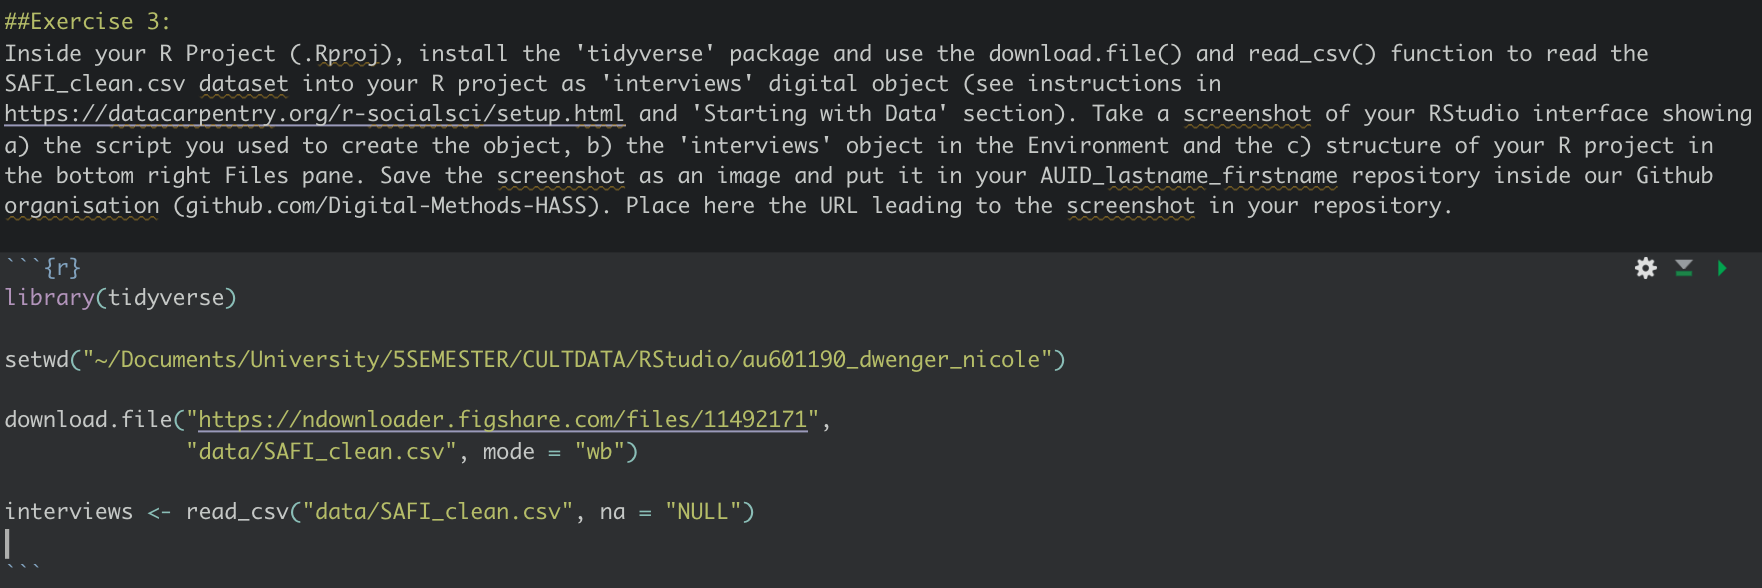 ##Exercise 3:
Inside your R Project (.Rproj), install the 'tidyverse' package and use the download.file() and read_csv() function to read the
SAFI_clean.csv dataset into your R project as 'interviews' digital object (see instructions in
https://datacarpentry.org/r-socialsci/setup.html and 'Starting with Data' section). Take a screenshot of your RStudio interface showing
a) the script you used to create the object, b) the 'interviews' object in the Environment and the c) structure of your R project in
the bottom right Files pane. Save the screenshot as an image and put it in your AUID_lastname_firstname repository inside our Github
organisation (github.com/Digital-Methods-HASS). Place here the URL leading to the screenshot in your repository.
```{r}
library(tidyverse)
setwd("~/Documents/University/5SEMESTER/CULTDATA/RStudio/au601190_dwenger_nicole")
download.file("https://ndownloader.figshare.com/files/11492171",
"data/SAFI_clean.csv", mode = "wb")
interviews <- read_csv("data/SAFI_clean.csv", na = "NULL")
```